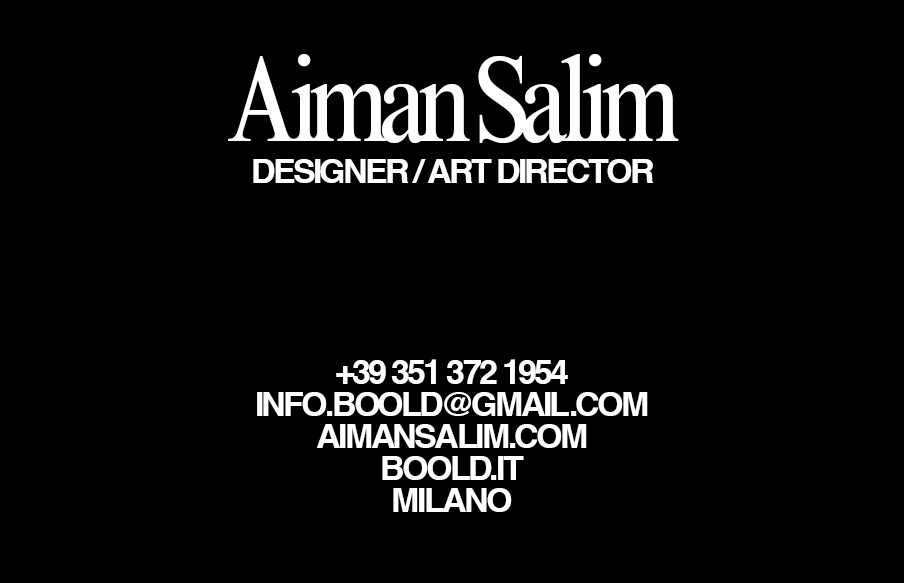 Aiman Salim
DESIGNER / ART DIRECTOR
+39 351 372 1954
INFO.BOOLD@GMAIL.COM
AIMANSALIM.COM
BOOLD.IT
MILANO